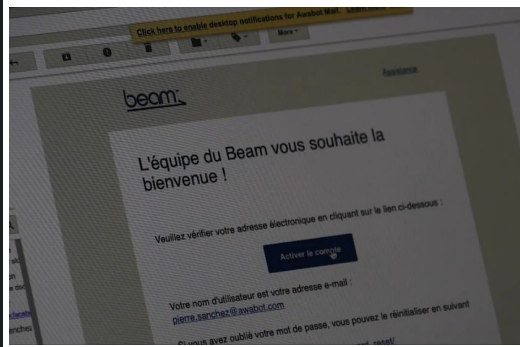 Click here to enable desktop notifications for Awabot Mail.
More
beam
Assistance
L'équipe du Beam vous souhaite la
bienvenue !
Veuillez vérifier votre adresse électronique en cliquant sur le lien ci-dessous :
Activer le compte
Votre nom d'utilisateur est votre adresse e-mail :
pierre.sanchez@awabot.com
Si vous avez oublié votre mot de passe, vous pouvez le réinitialiser en suivant